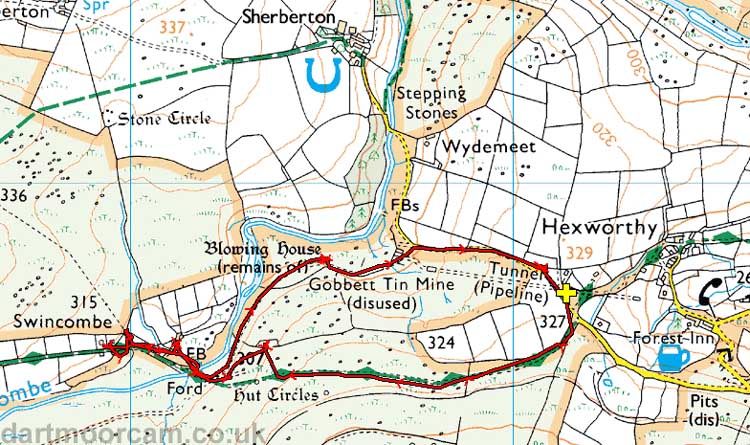 erton
Spr
Sherberton
337
300
Stepping
Stones
Stone Circle
320
Wydemeet
336
FBs
Hexworthy
Blowing House
(remains of)
329
Tunnel
(Pipeline)
Gobbett Tin Mine
(disused)
26
315
Swincombe
327
324
Forest Inn
FB
20
Ford
Hut Circles
ombe
Pits
(dis)
dartmoorcam.co.uk